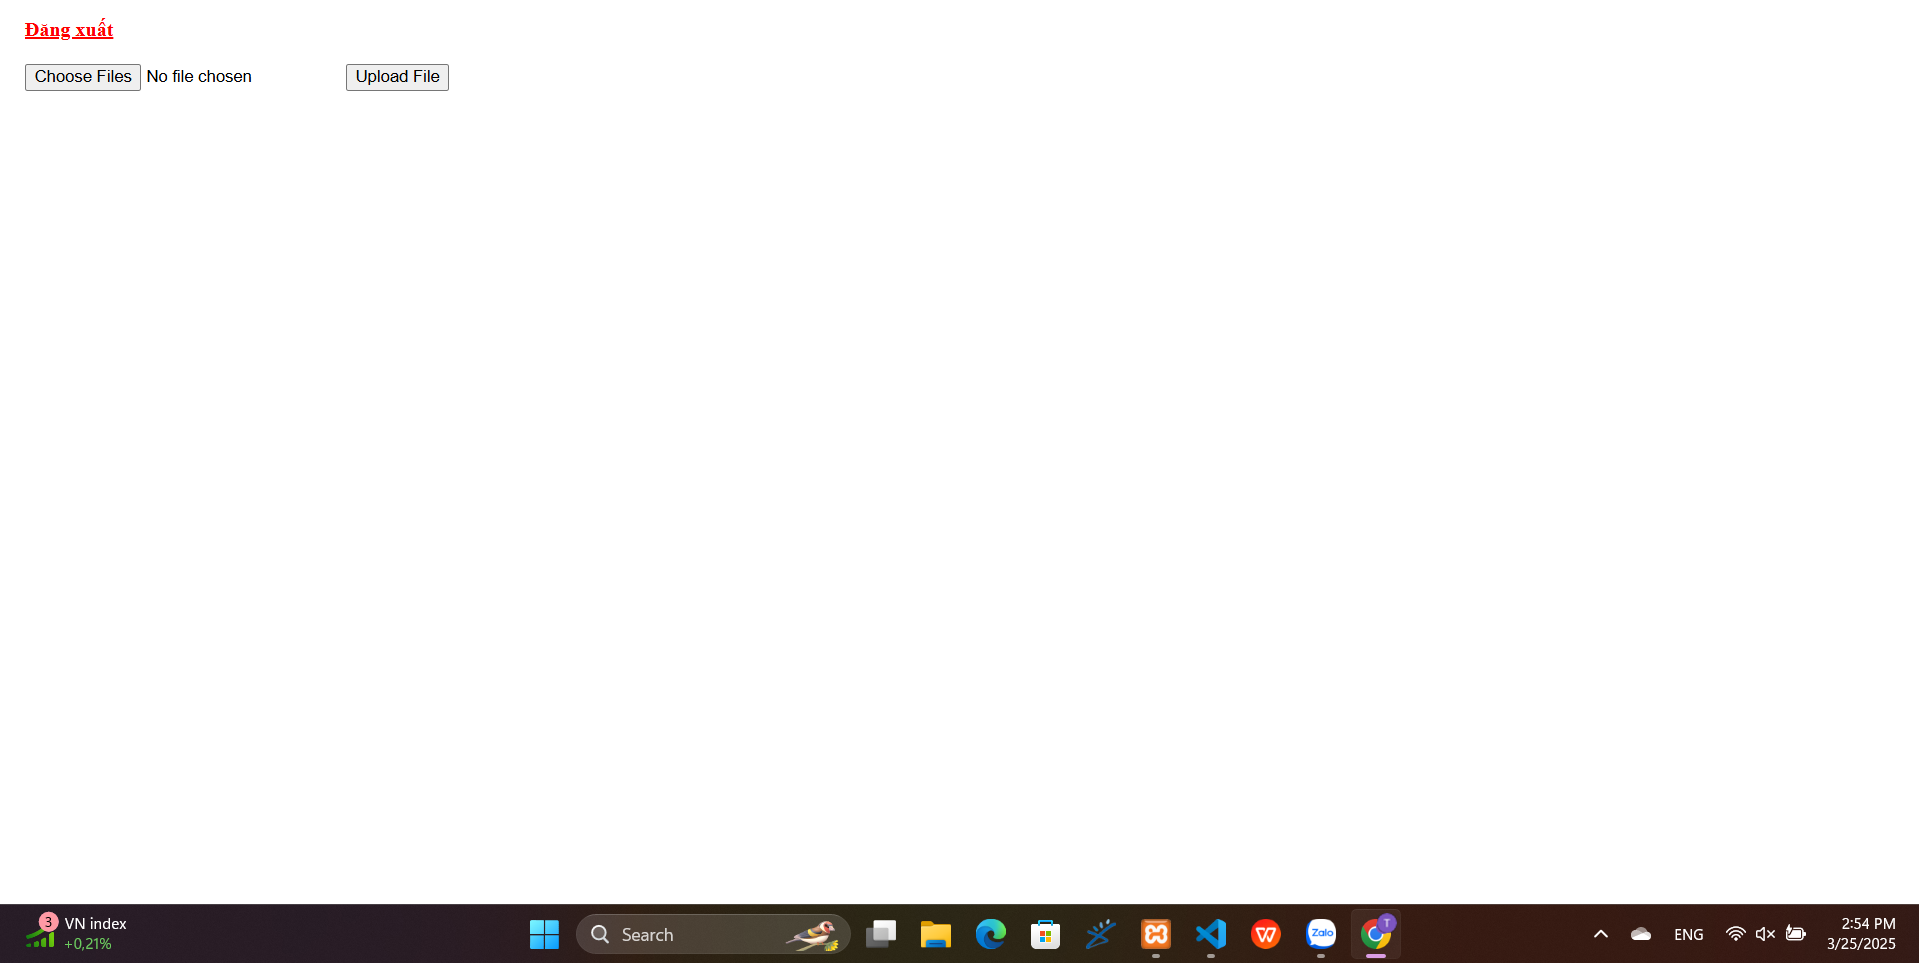 Đăng xuất
Choose Files No file chosen Upload File
3 VN index
+0,21%
Search
Zalo
T
ENG
2:54 PM
3/25/2025